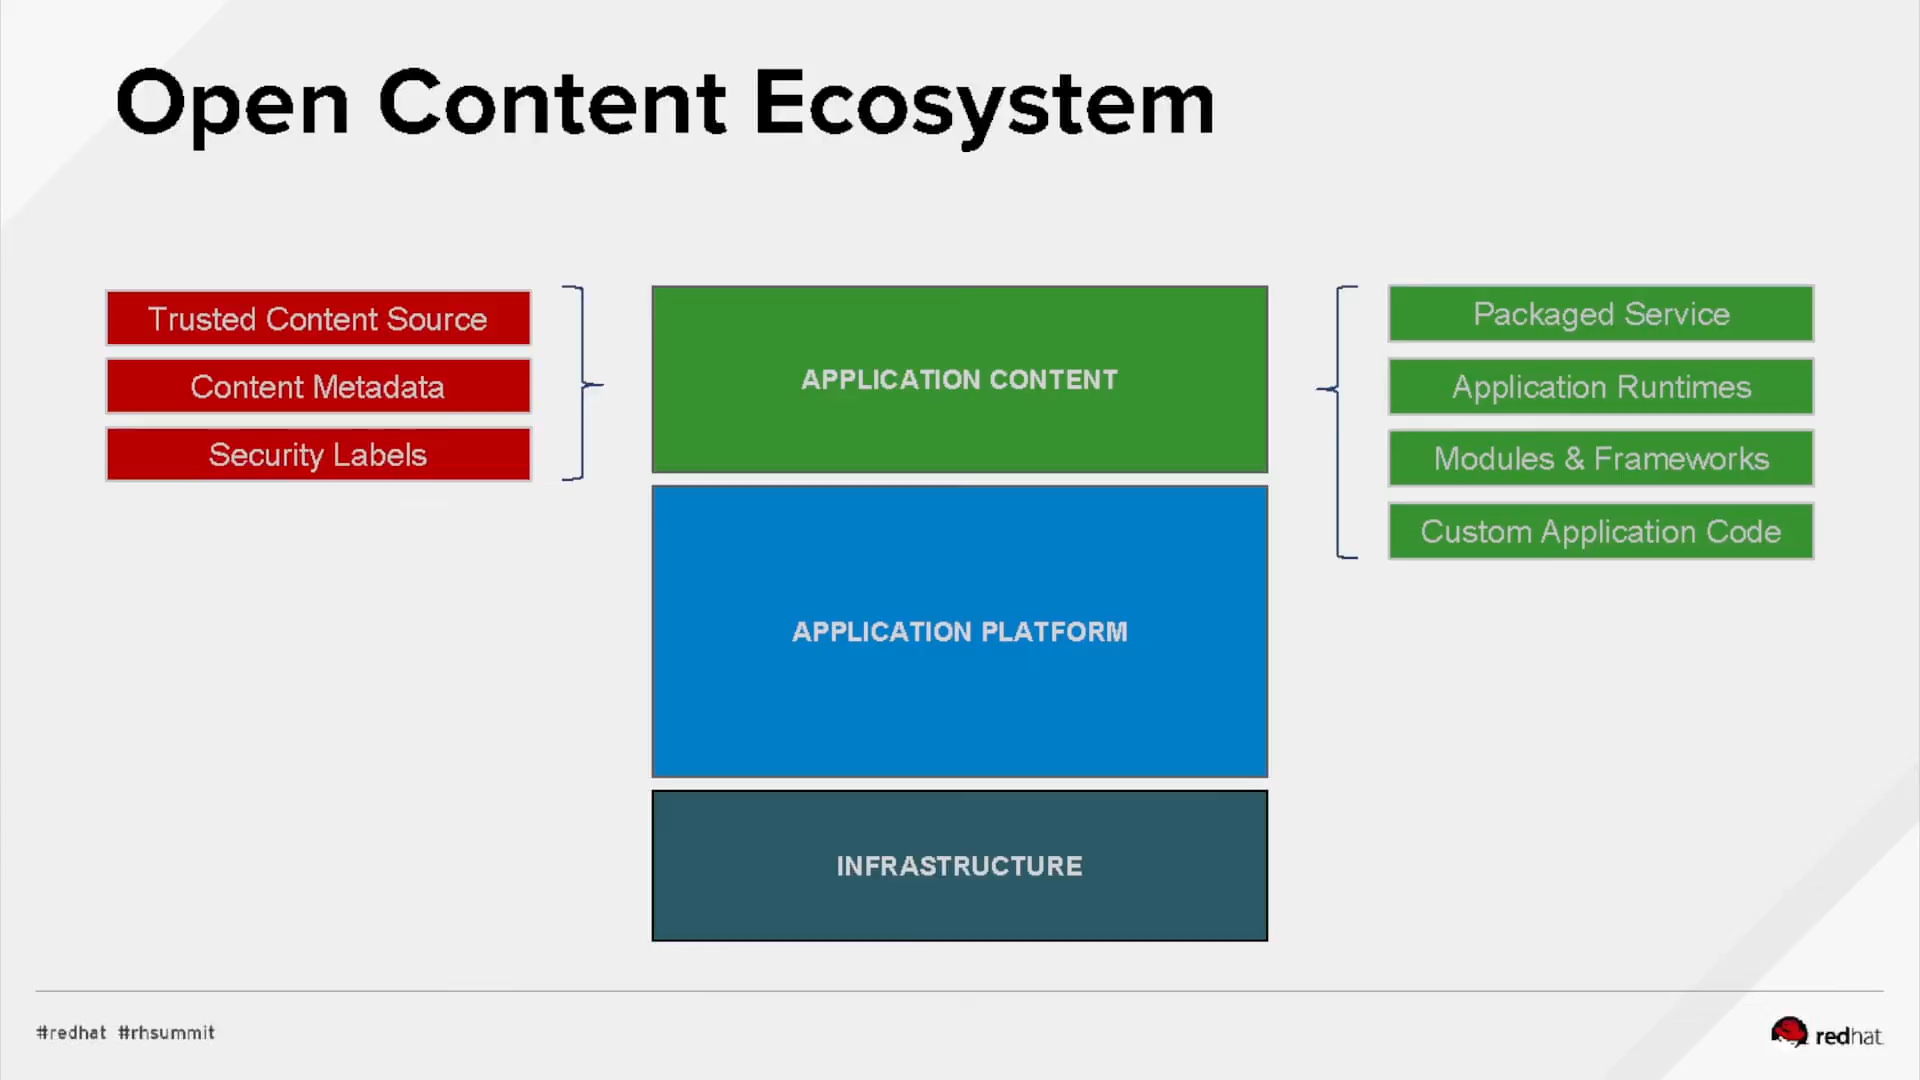 Open Content Ecosystem
Trusted Content Source
Content Metadata
Security Labels
APPLICATION CONTENT
APPLICATION PLATFORM
INFRASTRUCTURE
Packaged Service
Application Runtimes
Modules & Frameworks
Custom Application Code
#redhat #rhsummit
redhat